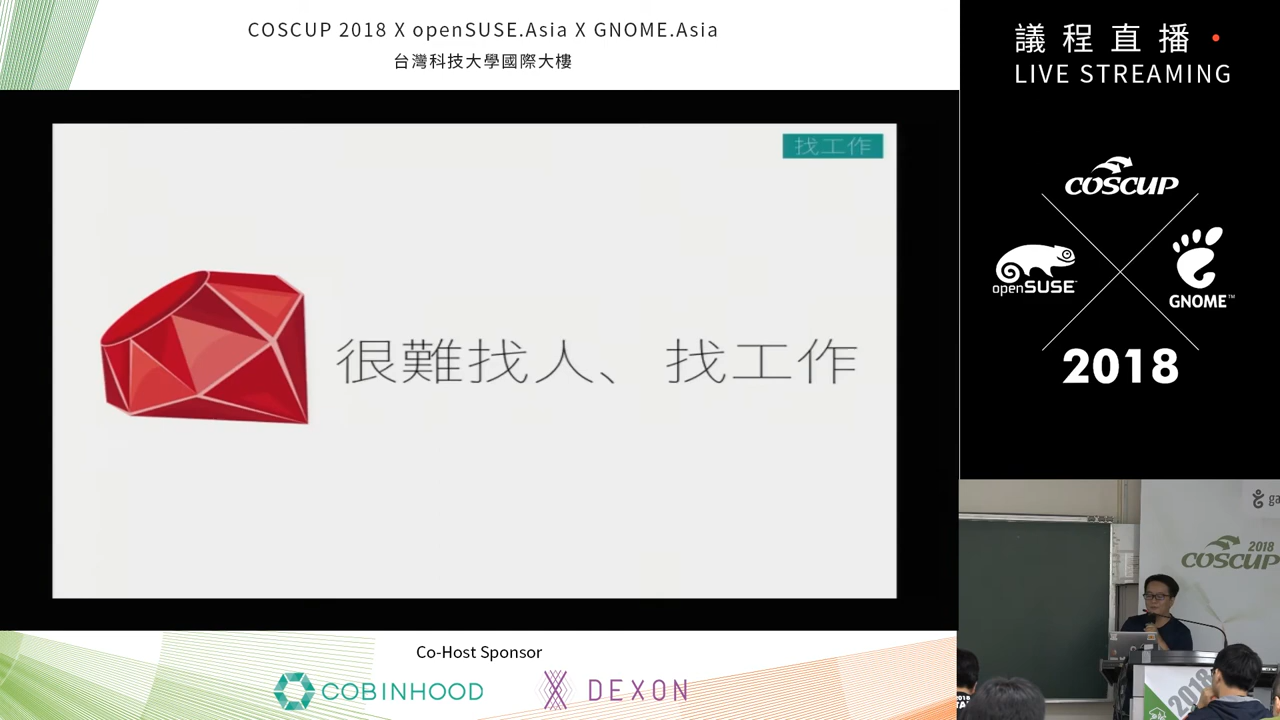 COSCUP 2018 X openSUSE.Asia X GNOME.Asia
台灣科技大學國際大樓
議程直播
LIVE STREAMING
找工作
很難找人、找工作
COSCUP
openSUSE
GNOME™
2018
2018
COSCUP
2018
Co-Host Sponsor
COBINHOOD
DEXON